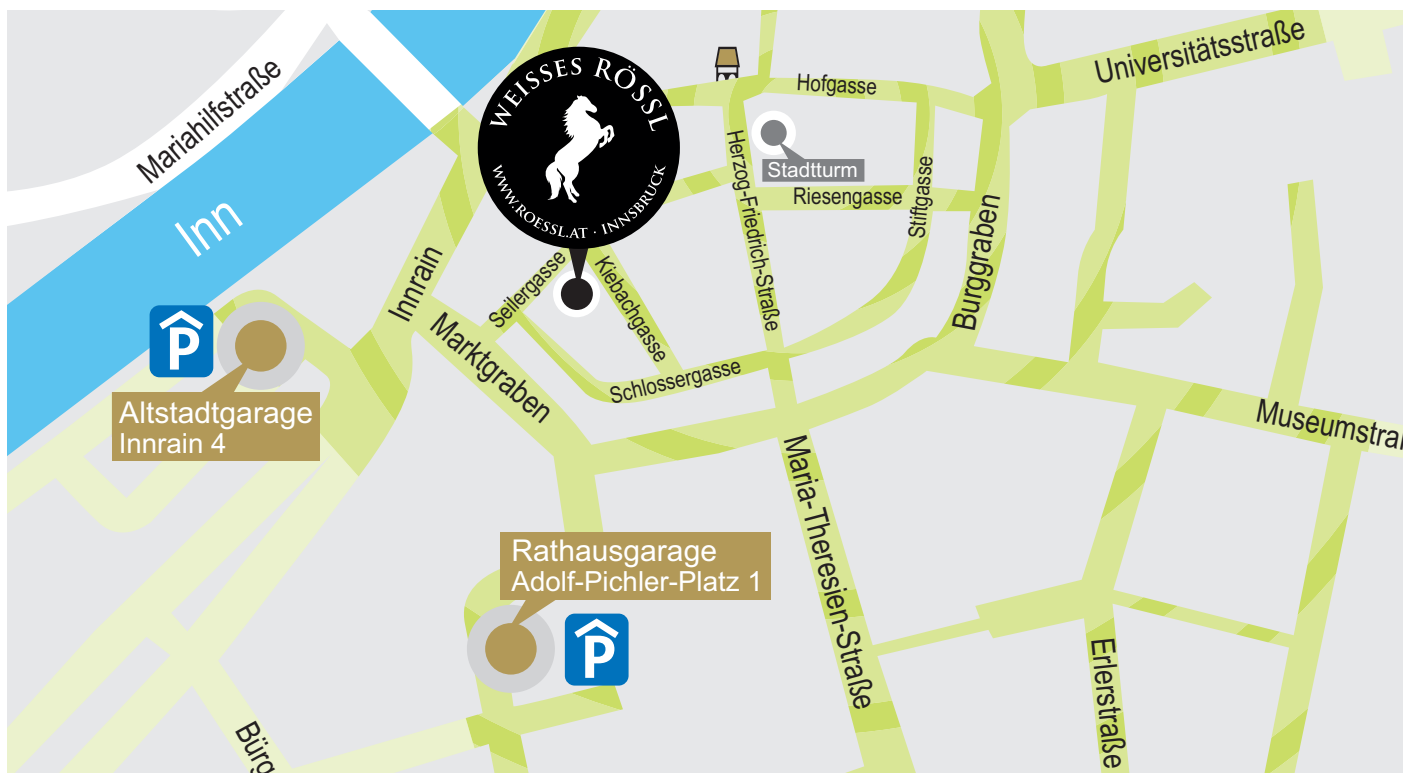 Mariahilfstraße
Inn
WEISSES RÖSSL
WWW.ROESSL.AT · INNSBRUCK
Hofgasse
Universitätsstraße
Stadtturm
Herzog-Friedrich-Straße
Riesengasse
Stiftgasse
Burggraben
Innrain
Seilergasse
Kiebachgasse
Marktgraben
Schlossergasse
P
Altstadtgarage
Innrain 4
Museumstra
Maria-Theresien-Straße
Rathausgarage
Adolf-Pichler-Platz 1
P
Erlerstraße
Bürg